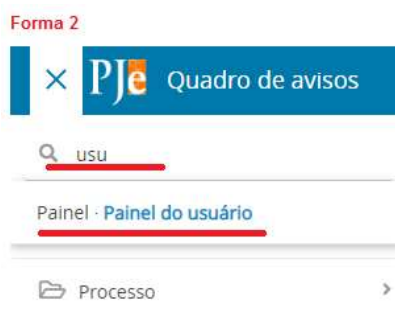 Forma 2
× PJe Quadro de avisos
usu
Painel · Painel do usuário
Processo